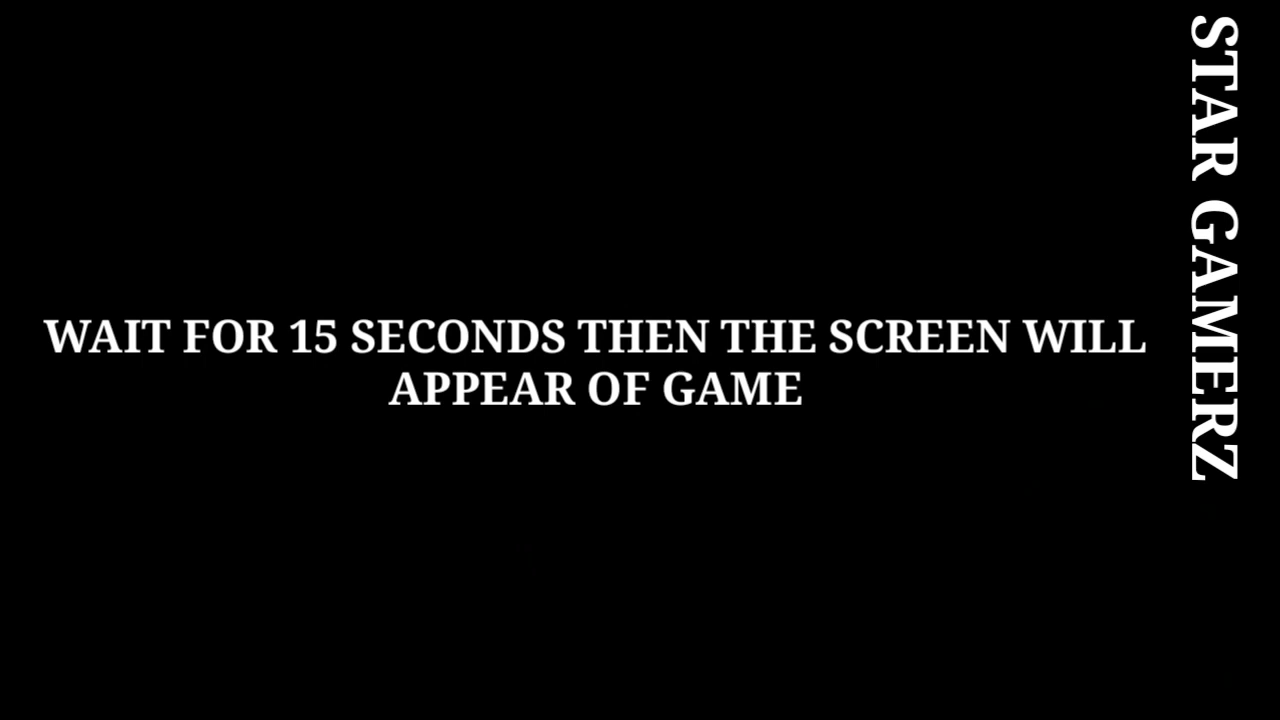 WAIT FOR 15 SECONDS THEN THE SCREEN WILL
APPEAR OF GAME
STAR GAMERZ